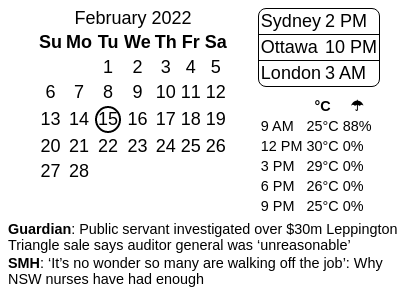 February 2022
Su Mo Tu We Th Fr Sa
1 2 3 4 5
6 7 8 9 10 11 12
13 14 15 16 17 18 19
20 21 22 23 24 25 26
27 28
Sydney 2 PM
Ottawa 10 PM
London 3 AM
°C ☂
9 AM 25°C 88%
12 PM 30°C 0%
3 PM 29°C 0%
6 PM 26°C 0%
9 PM 25°C 0%
Guardian: Public servant investigated over $30m Leppington
Triangle sale says auditor general was ‘unreasonable’
SMH: ‘It’s no wonder so many are walking off the job’: Why
NSW nurses have had enough